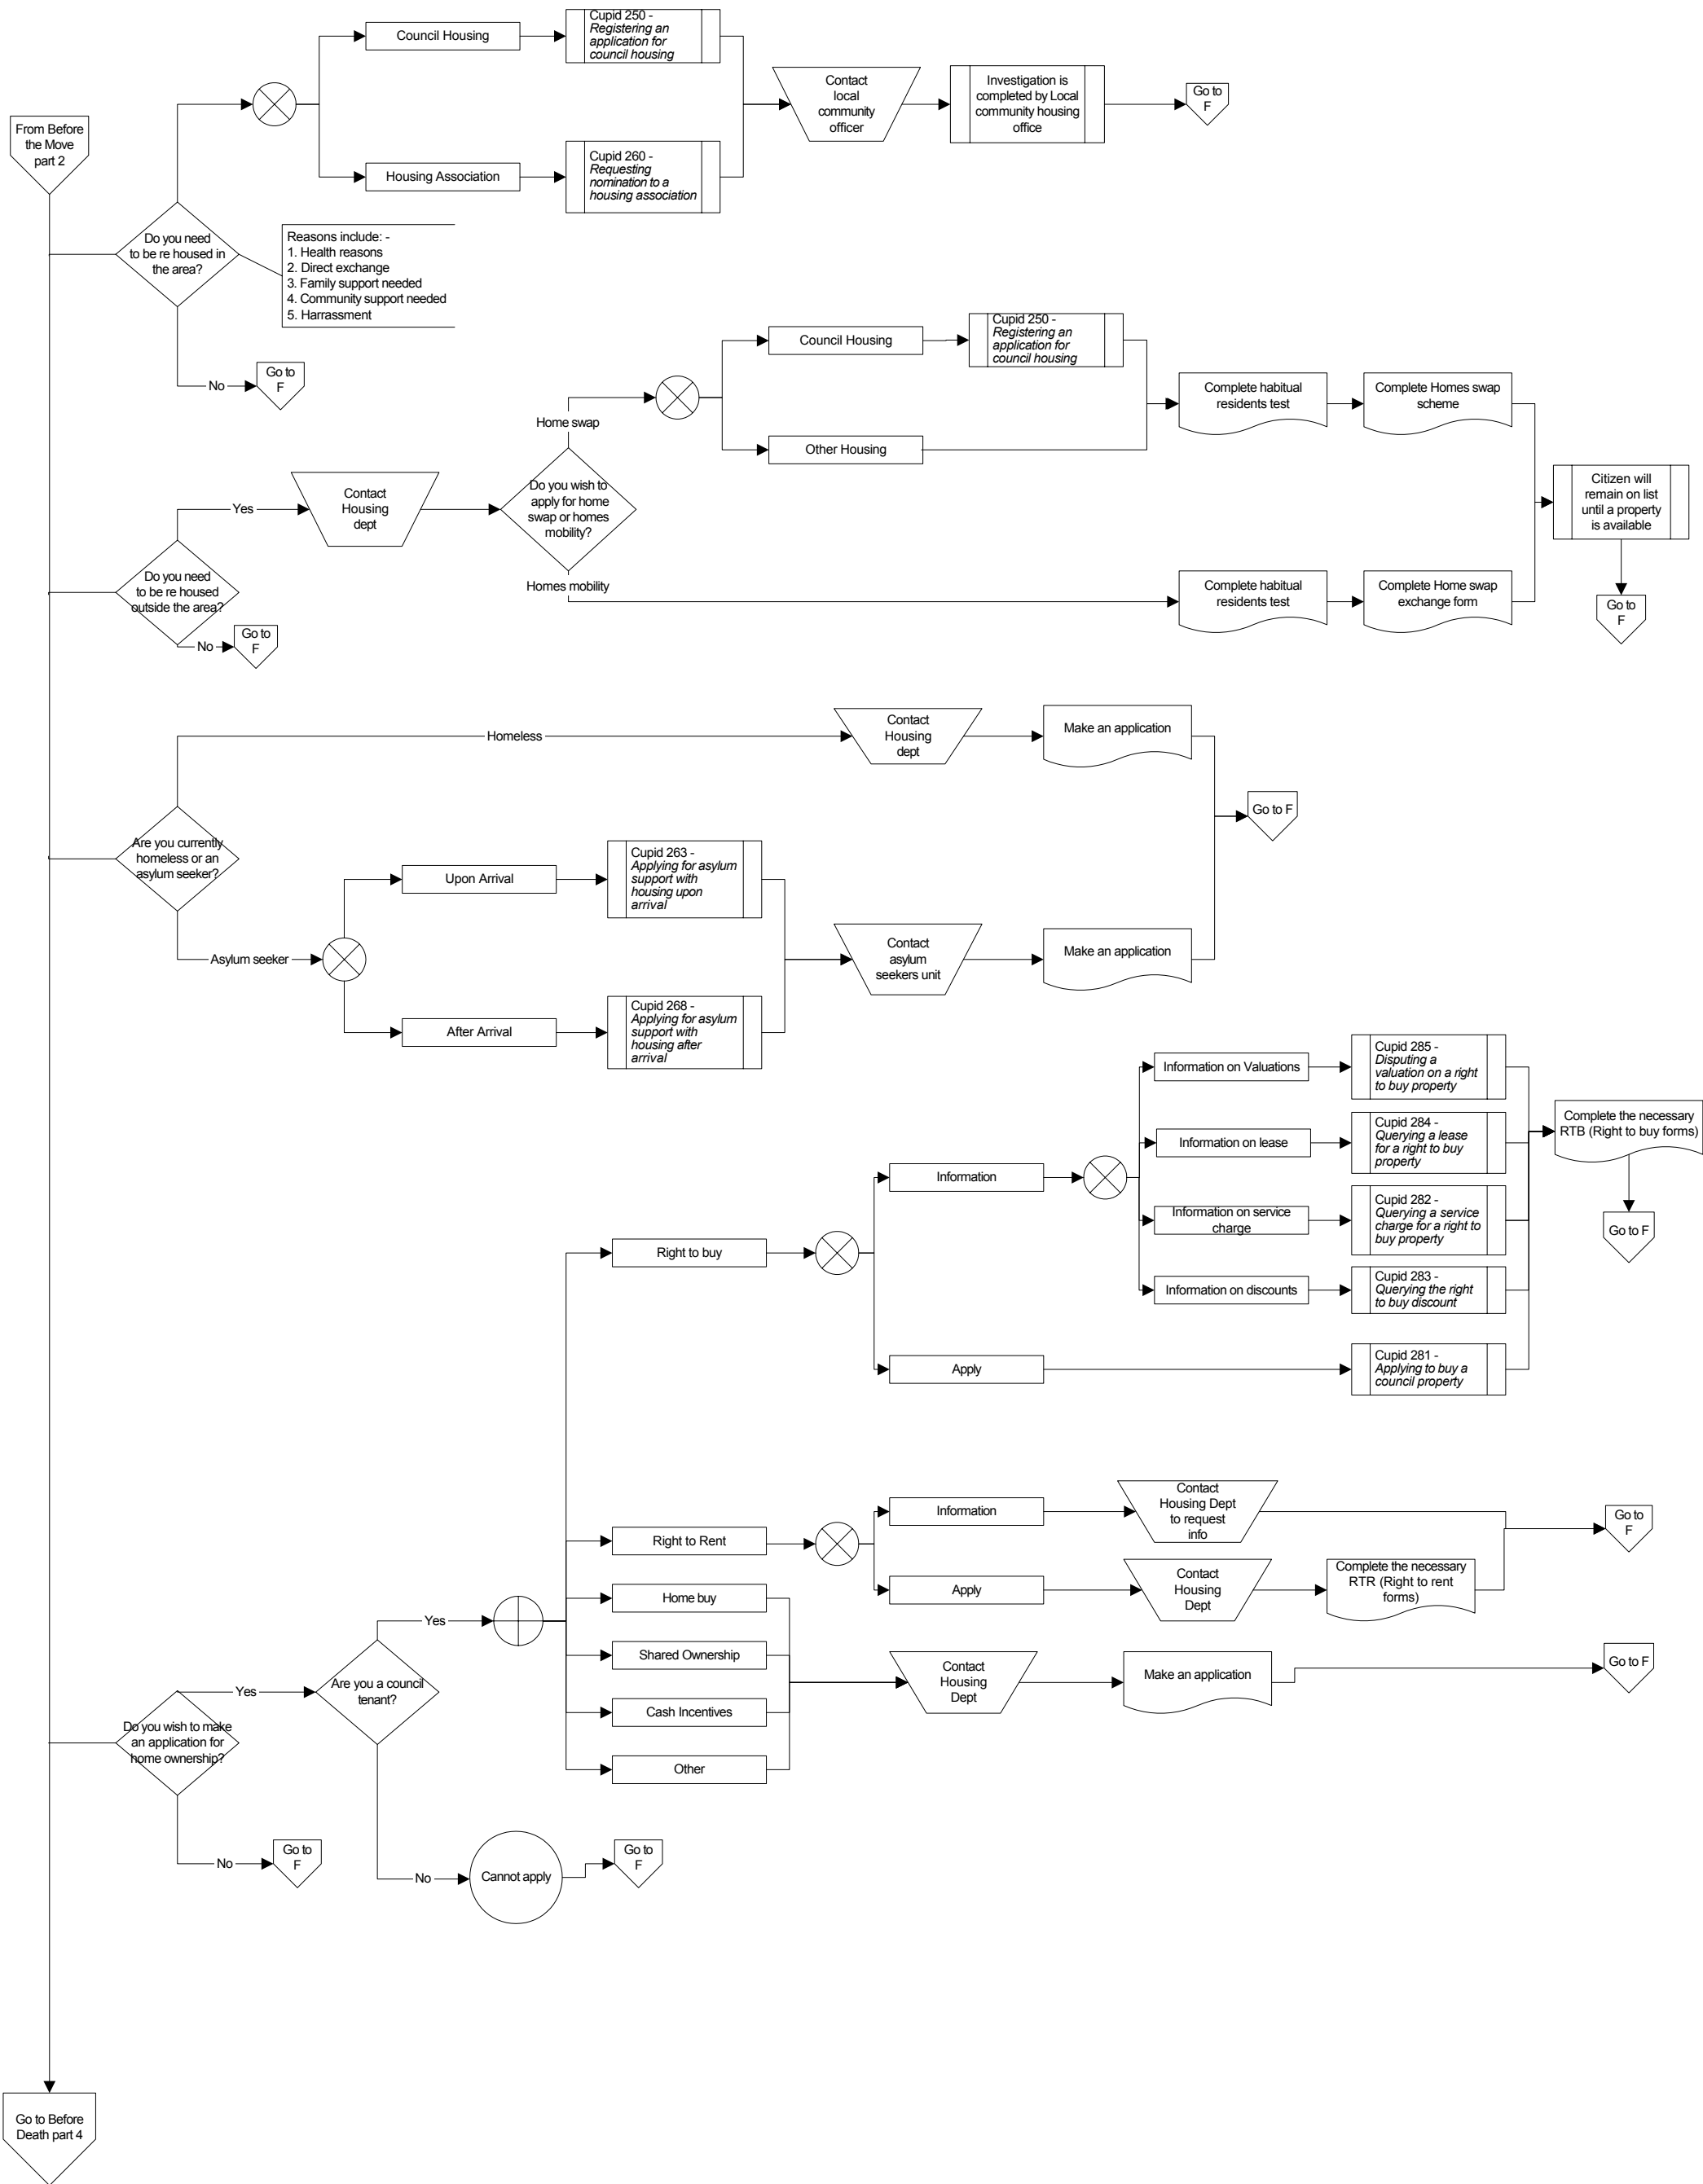 From Before
the Move
part 2
Council Housing
Cupid 250 -
Registering an
application for
council housing
Contact
local
community
officer
Investigation is
completed by Local
community housing
office
Go to
F
Housing Association
Cupid 260 -
Requesting
nomination to a
housing association
Do you need
to be re housed in
the area?
Reasons include: -
1. Health reasons
2. Direct exchange
3. Family support needed
4. Community support needed
5. Harrassment
No
Go to
F
Council Housing
Cupid 250 -
Registering an
application for
council housing
Home swap
Other Housing
Complete habitual
residents test
Complete Homes swap
scheme
Yes
Contact
Housing
dept
Do you wish to
apply for home
swap or homes
mobility?
Citizen will
remain on list
until a property
is available
Do you need
to be re housed
outside the area?
Homes mobility
Complete habitual
residents test
Complete Home swap
exchange form
Go to
F
No
Go to
F
Homeless
Contact
Housing
dept
Make an application
Go to F
Are you currently
homeless or an
asylum seeker?
Upon Arrival
Cupid 263 -
Applying for asylum
support with
housing upon
arrival
Asylum seeker
Contact
asylum
seekers unit
Make an application
After Arrival
Cupid 268 -
Applying for asylum
support with
housing after
arrival
Information on Valuations
Cupid 285 -
Disputing a
valuation on a right
to buy property
Complete the necessary
RTB (Right to buy forms)
Information on lease
Cupid 284 -
Querying a lease
for a right to buy
property
Information
Information on service
charge
Cupid 282 -
Querying a service
charge for a right to
buy property
Go to F
Right to buy
Information on discounts
Cupid 283 -
Querying the right
to buy discount
Apply
Cupid 281 -
Applying to buy a
council property
Information
Contact
Housing Dept
to request
info
Go to
F
Right to Rent
Apply
Contact
Housing
Dept
Complete the necessary
RTR (Right to rent
forms)
Home buy
Yes
Shared Ownership
Contact
Housing
Dept
Make an application
Go to F
Are you a council
tenant?
Yes
Cash Incentives
Do you wish to make
an application for
home ownership?
Other
No
Go to
F
No
Cannot apply
Go to
F
Go to Before
Death part 4